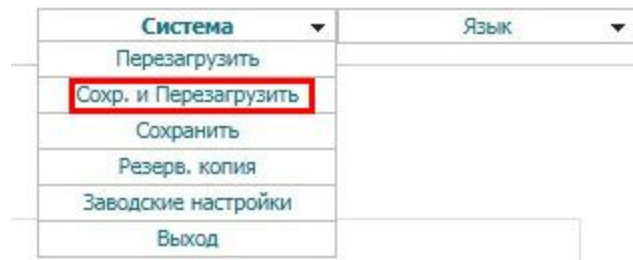 Система Язык
Перезагрузить
Сохр. и Перезагрузить
Сохранить
Резерв. копия
Заводские настройки
Выход